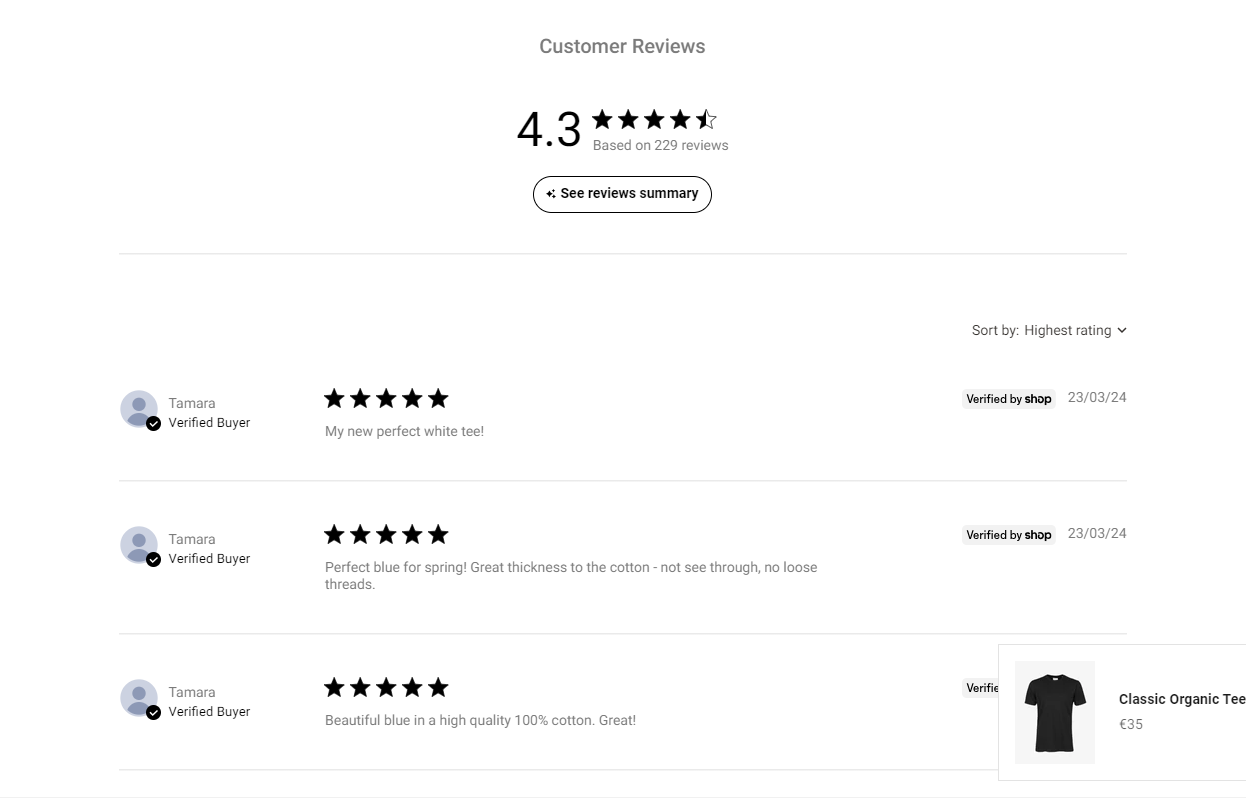 Customer Reviews
4.3
Based on 229 reviews
See reviews summary
Sort by: Highest rating
Tamara
Verified Buyer
My new perfect white tee!
Verified by shop 23/03/24
Tamara
Verified Buyer
Perfect blue for spring! Great thickness to the cotton - not see through, no loose
threads.
Verified by shop 23/03/24
Tamara
Verified Buyer
Beautiful blue in a high quality 100% cotton. Great!
Classic Organic Tee
€35